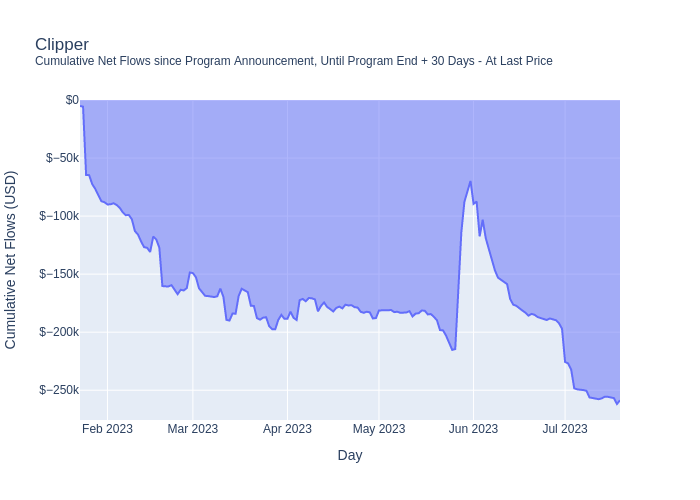 Clipper
Cumulative Net Flows since Program Announcement, Until Program End + 30 Days - At Last Price
Cumulative Net Flows (USD)
$0
$−50k
$−100k
$−150k
$−200k
$−250k
Feb 2023 Mar 2023 Apr 2023 May 2023 Jun 2023 Jul 2023
Day